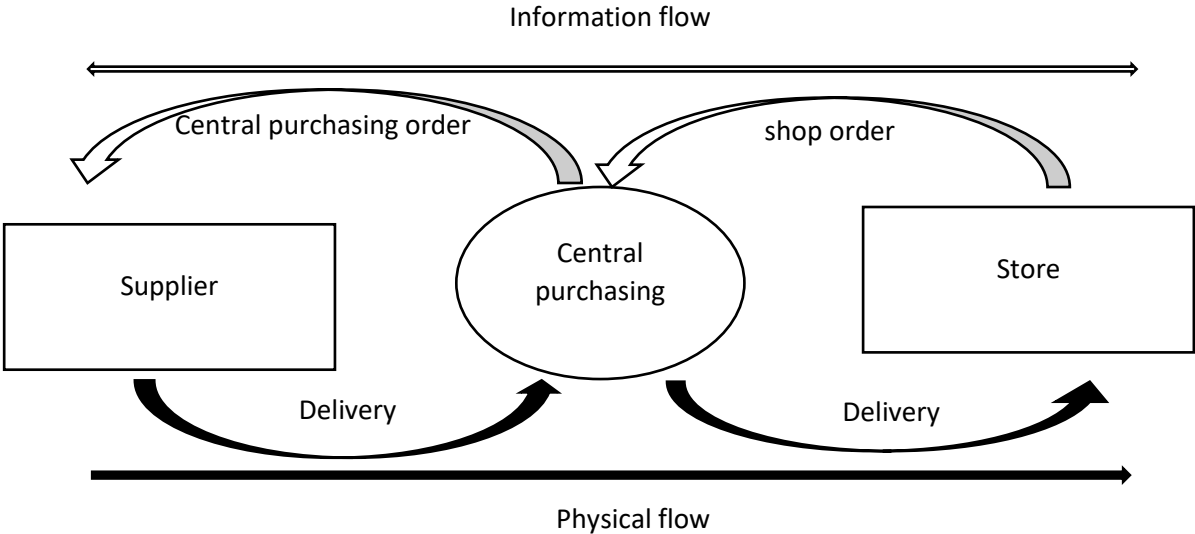 Information flow
Central purchasing order
shop order
Supplier
Central
purchasing
Store
Delivery
Delivery
Physical flow